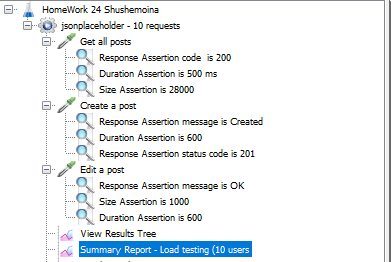 HomeWork 24 Shushemoina
jsonplaceholder - 10 requests
Get all posts
Response Assertion code  is 200
Duration Assertion is 500 ms
Size Assertion is 28000
Create a post
Response Assertion message is Created
Duration Assertion is 600
Response Assertion status code is 201
Edit a post
Response Assertion message is OK
Size Assertion is 1000
Duration Assertion is 600
View Results Tree
Summary Report - Load testing (10 users